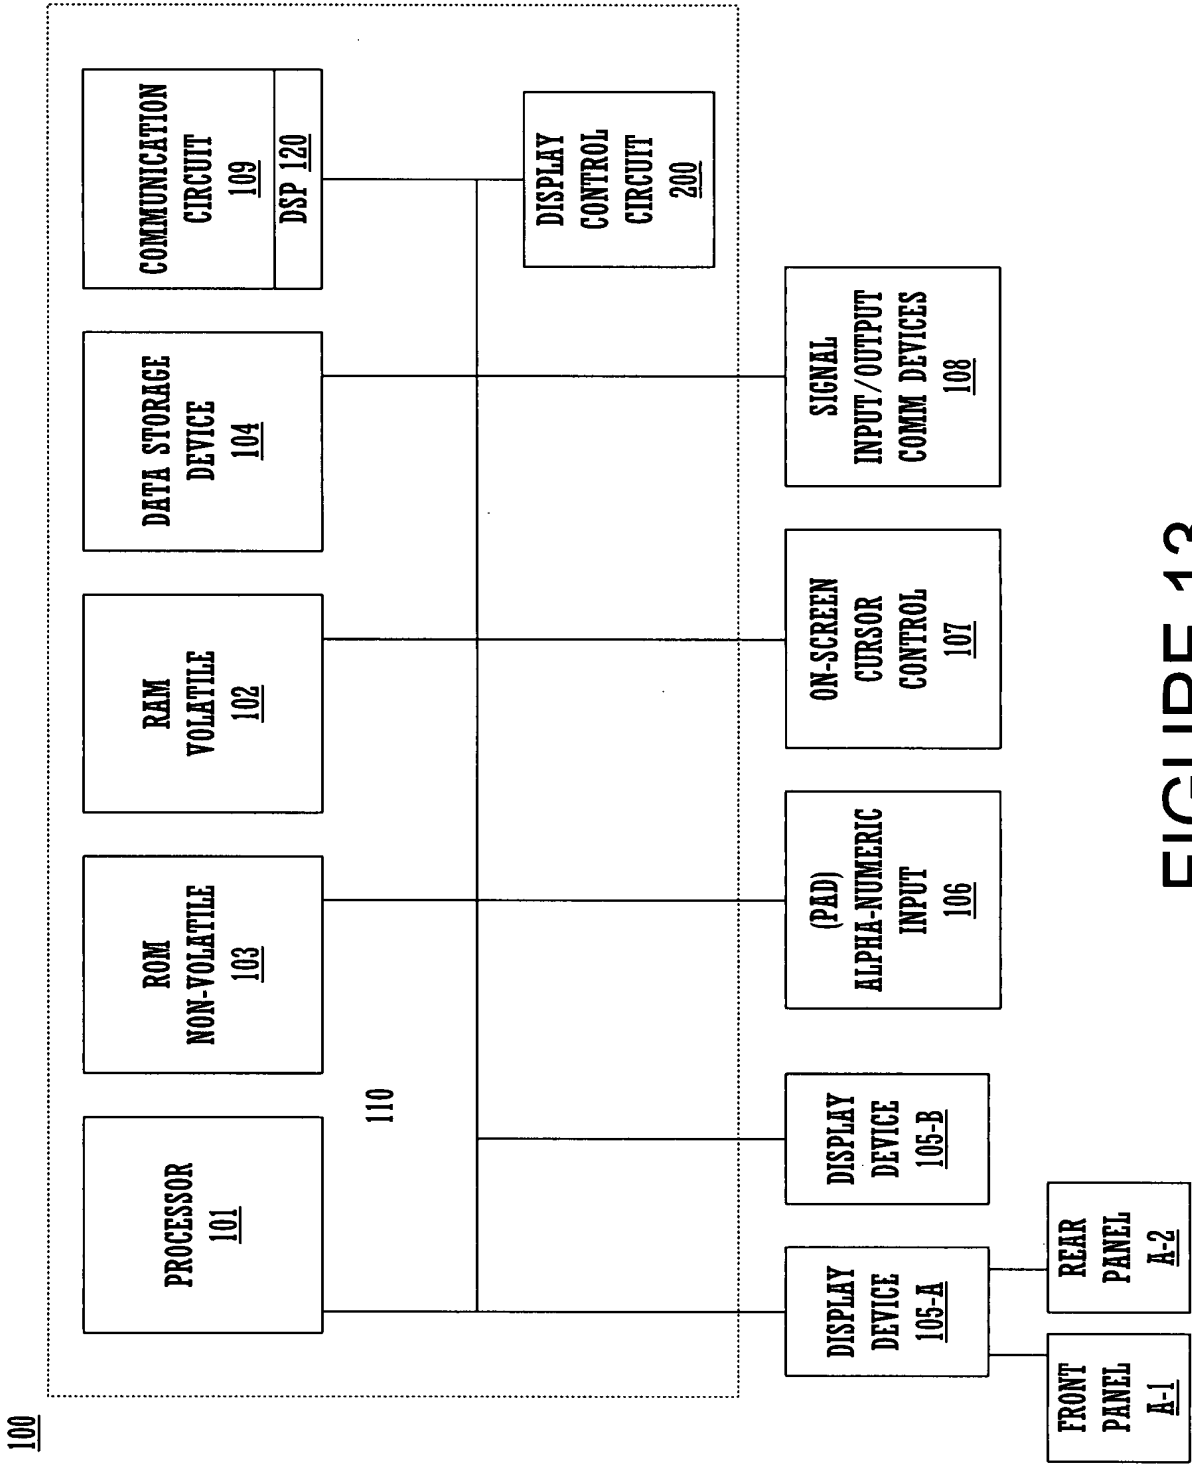 100
PROCESSOR
101
ROM
NON-VOLATILE
103
RAM
VOLATILE
102
DATA STORAGE
DEVICE
104
COMMUNICATION
CIRCUIT
109
DSP 120
110
DISPLAY
CONTROL
CIRCUIT
200
DISPLAY
DEVICE
105-A
DISPLAY
DEVICE
105-B
(PAD)
ALPHA-NUMERIC
INPUT
106
ON-SCREEN
CURSOR
CONTROL
107
SIGNAL
INPUT/OUTPUT
COMM DEVICES
108
FRONT
PANEL
A-1
REAR
PANEL
A-2
FIGURE 13